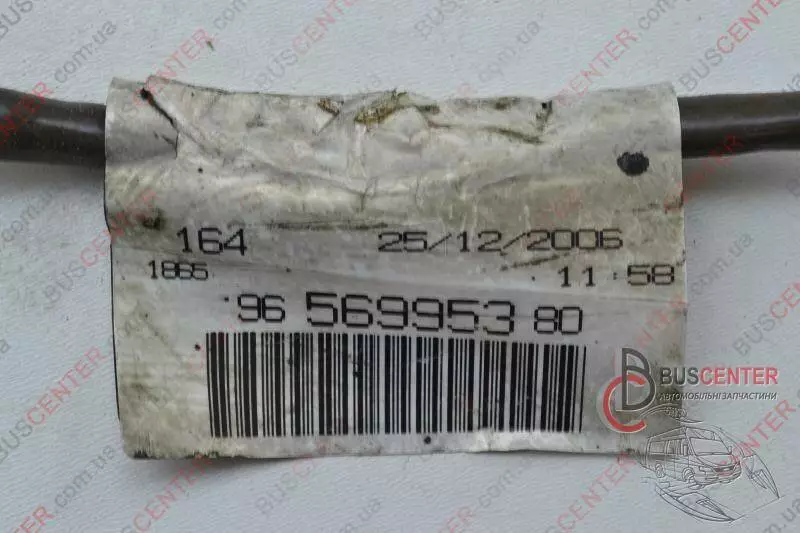 164 25/12/2006
1865 11:58
96 569953 80
BUSCENTER
АВТОМОБІЛЬНІ ЗАПЧАСТИНИ
BUSCENTER
.com.ua